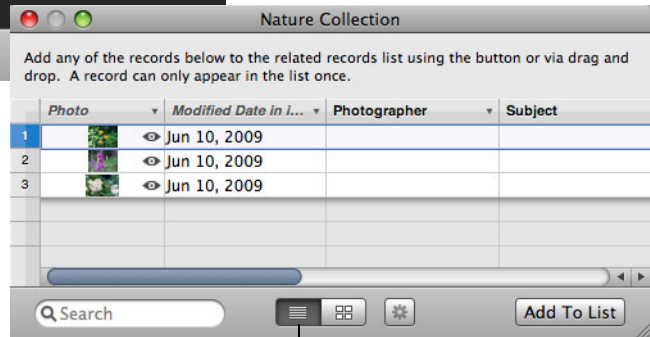 Nature Collection
Add any of the records below to the related records list using the button or via drag and
drop. A record can only appear in the list once.
Photo Modified Date in i... Photographer Subject
1 Jun 10, 2009
2 Jun 10, 2009
3 Jun 10, 2009
Search Add To List